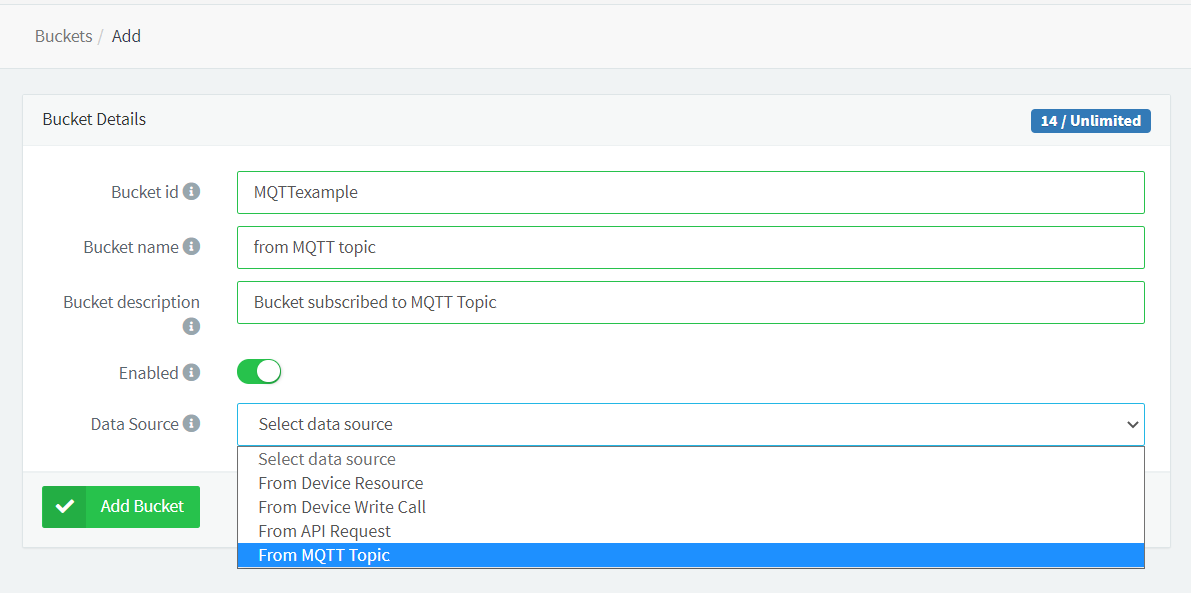 Buckets / Add
Bucket Details
14 / Unlimited
Bucket id
MQTTexample
Bucket name
from MQTT topic
Bucket description
Bucket subscribed to MQTT Topic
Enabled
Data Source
Select data source
Select data source
From Device Resource
From Device Write Call
From API Request
From MQTT Topic
Add Bucket